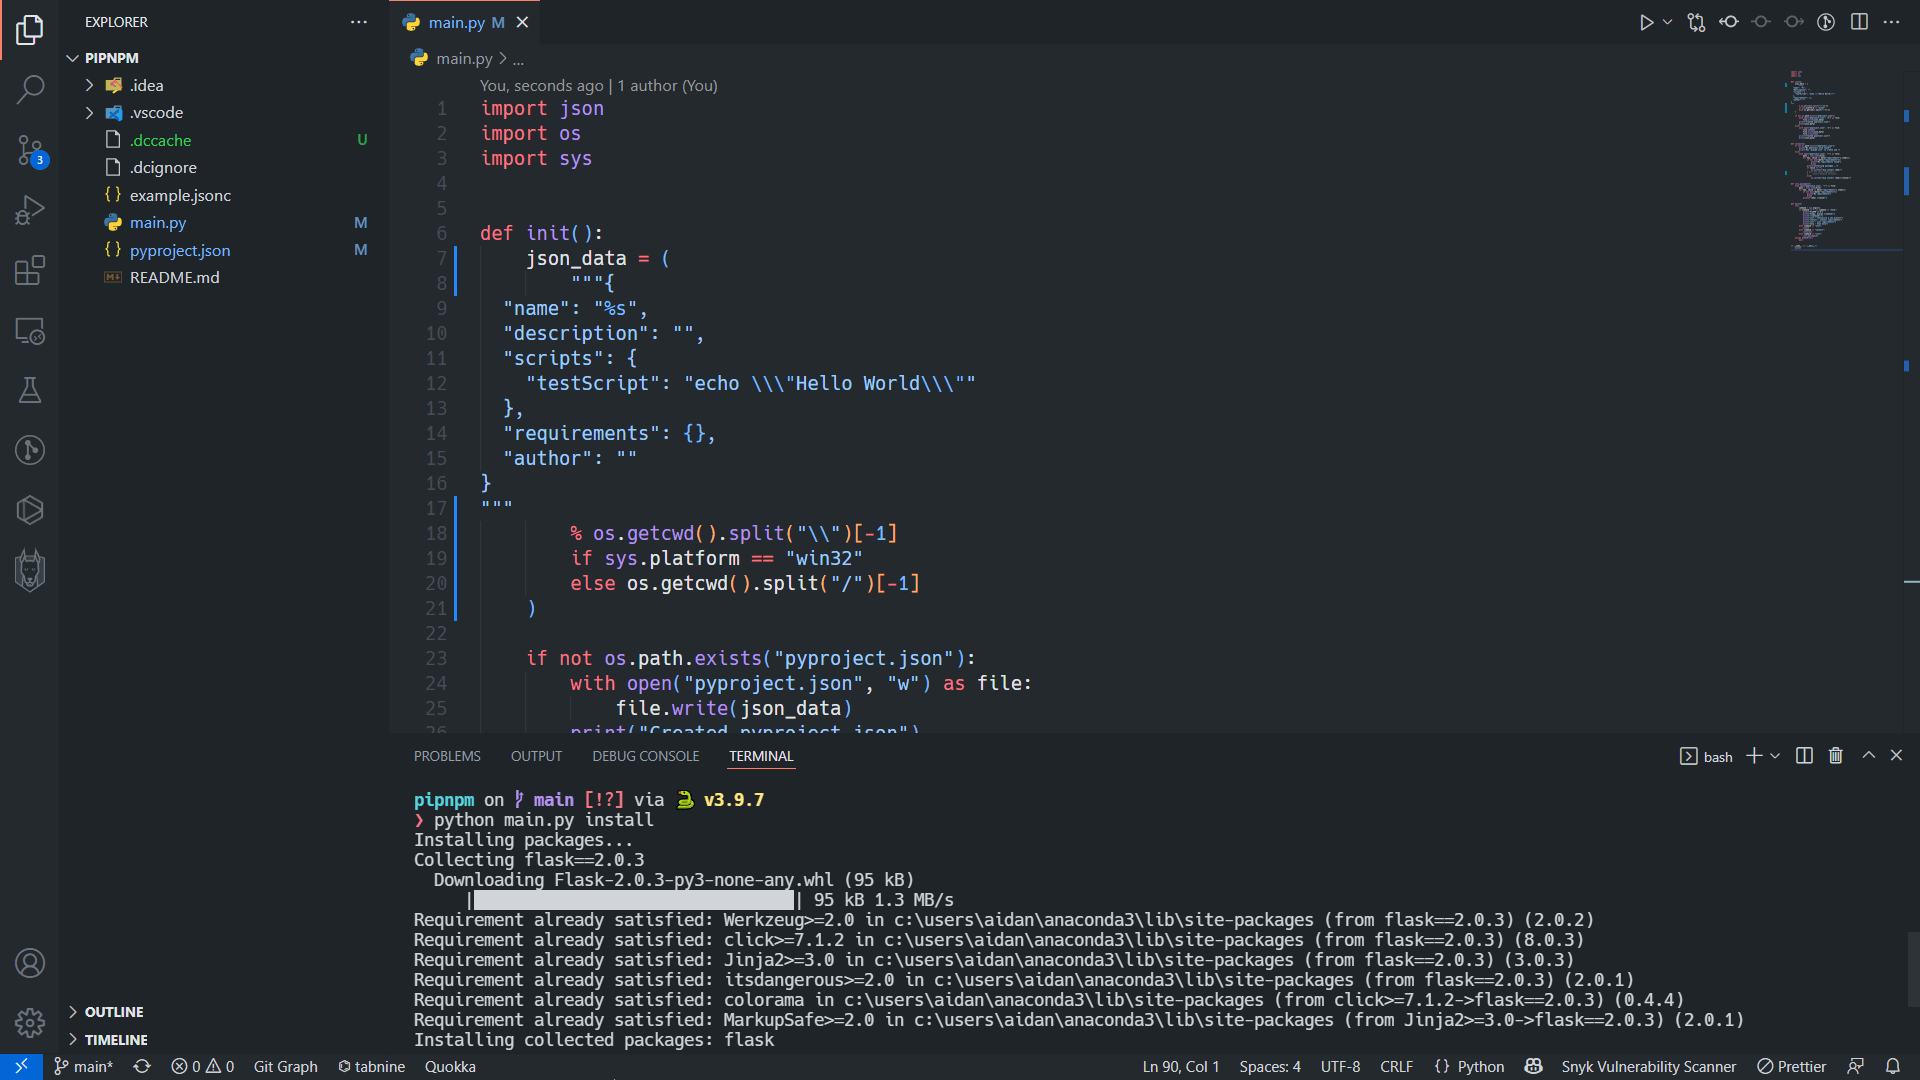 EXPLORER
PIPNPM
.idea
.vscode
.dccache U
.dcignore
example.jsonc
main.py M
pyproject.json M
README.md
3
OUTLINE
TIMELINE
main.py M
main.py > ...
You, seconds ago | 1 author (You)
1 import json
2 import os
3 import sys
4
5
6 def init():
7     json_data = (
8         """{
9   "name": "%s",
10   "description": "",
11   "scripts": {
12     "testScript": "echo \\\"Hello World\\\""
13   },
14   "requirements": {},
15   "author": ""
16 }
17 """
18         % os.getcwd().split("\\")[-1]
19         if sys.platform == "win32"
20         else os.getcwd().split("/")[-1]
21     )
22
23     if not os.path.exists("pyproject.json"):
24         with open("pyproject.json", "w") as file:
25             file.write(json_data)
26         print("Created pyproject.json")
PROBLEMS OUTPUT DEBUG CONSOLE TERMINAL
bash
pipnpm on main [!?] via v3.9.7
❯ python main.py install
Installing packages...
Collecting flask==2.0.3
  Downloading Flask-2.0.3-py3-none-any.whl (95 kB)
     |████████████████████████████████| 95 kB 1.3 MB/s
Requirement already satisfied: Werkzeug>=2.0 in c:\users\aidan\anaconda3\lib\site-packages (from flask==2.0.3) (2.0.2)
Requirement already satisfied: click>=7.1.2 in c:\users\aidan\anaconda3\lib\site-packages (from flask==2.0.3) (8.0.3)
Requirement already satisfied: Jinja2>=3.0 in c:\users\aidan\anaconda3\lib\site-packages (from flask==2.0.3) (3.0.3)
Requirement already satisfied: itsdangerous>=2.0 in c:\users\aidan\anaconda3\lib\site-packages (from flask==2.0.3) (2.0.1)
Requirement already satisfied: colorama in c:\users\aidan\anaconda3\lib\site-packages (from click>=7.1.2->flask==2.0.3) (0.4.4)
Requirement already satisfied: MarkupSafe>=2.0 in c:\users\aidan\anaconda3\lib\site-packages (from Jinja2>=3.0->flask==2.0.3) (2.0.1)
Installing collected packages: flask
main* 0 0 Git Graph tabnine Quokka Ln 90, Col 1 Spaces: 4 UTF-8 CRLF {} Python Snyk Vulnerability Scanner Prettier